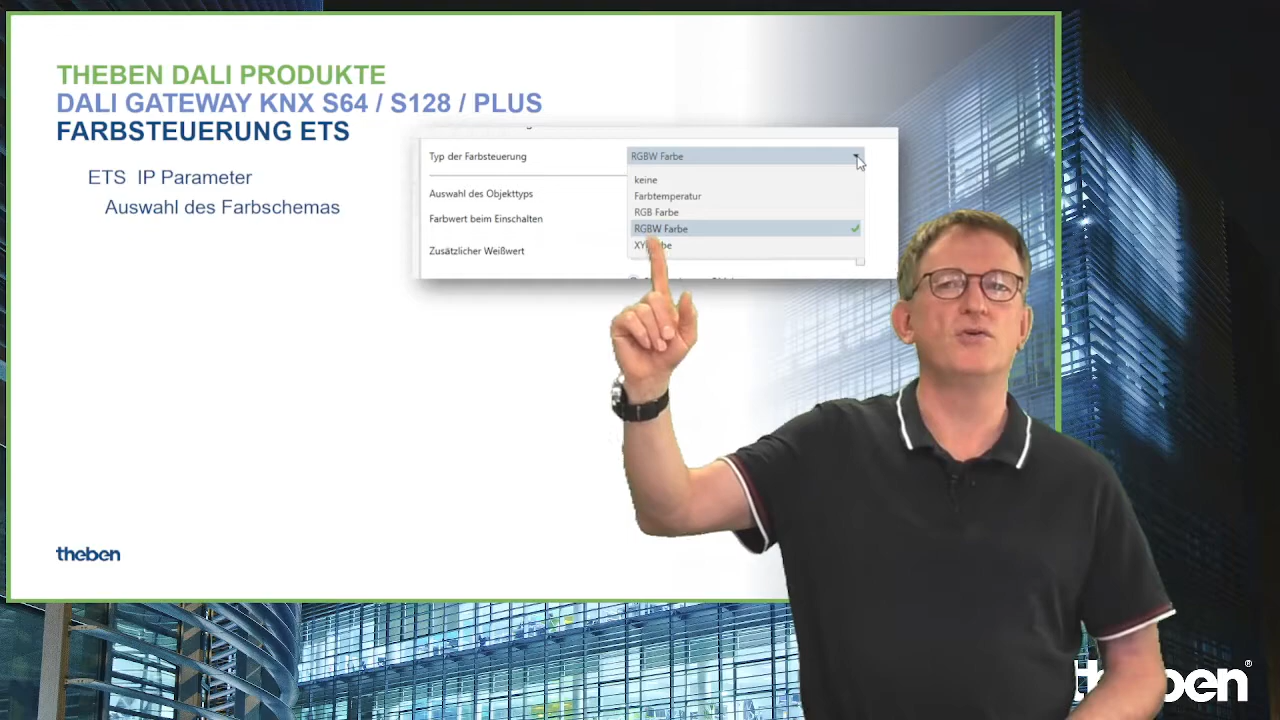 THEBEN DALI PRODUKTE
DALI GATEWAY KNX S64 / S128 / PLUS
FARBSTEUERUNG ETS
ETS IP Parameter
Auswahl des Farbschemas
Typ der Farbsteuerung
RGBW Farbe
keine
Auswahl des Objekttyps
Farbtemperatur
RGB Farbe
Farbwert beim Einschalten
RGBW Farbe
Zusätzlicher Weißwert
theben
theben®